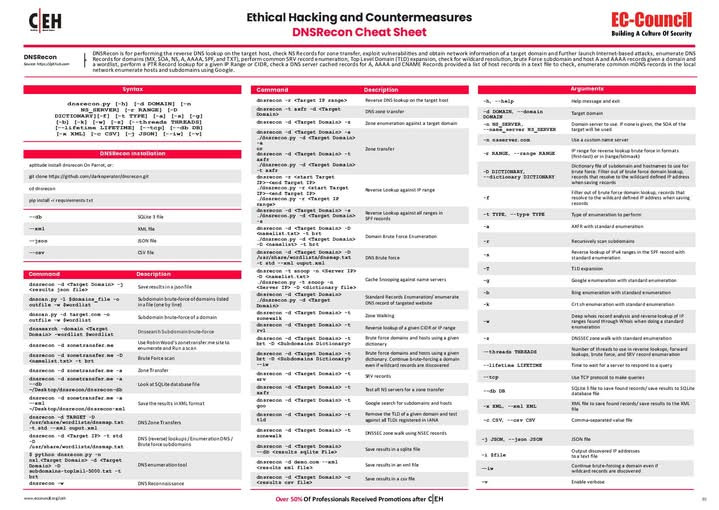 C|EH
Ethical Hacking and Countermeasures
DNSRecon Cheat Sheet
EC-Council
Building A Culture Of Security
DNSRecon
Source: https://github.com
DNSRecon is for performing the reverse DNS lookup on the target host, check NS Records for zone transfer, exploit vulnerabilities and obtain network information of a target domain and further launch Internet-based attacks, enumerate DNS
Records for domains (MX, SOA, NS, A, AAAA, SPF, and TXT), perform common SRV record enumeration, Top Level Domain (TLD) expansion, check for wildcard resolution, brute Force subdomain and host A and AAAA records given a domain and
a wordlist, perform a PTR Record lookup for a given IP Range or CIDR, check a DNS server cached records for A, AAAA and CNAME Records provided a list of host records in a text file to check, enumerate common mDNS records in the local
network enumerate hosts and subdomains using Google.
Syntax
dnsrecon.py [-h] [-d DOMAIN] [-n
NS_SERVER] [-r RANGE] [-D
DICTIONARY][-f] [-t TYPE] [-a] [-s] [-g]
[-b] [-k] [-w] [-z] [--threads THREADS]
[--lifetime LIFETIME] [--tcp] [--db DB]
[-x XML] [-c CSV] [-j JSON] [--iw] [-v]
DNSRecon Installation
aptitude install dnsrecon On Parrot, or:
git clone https://github.com/darkoperator/dnsrecon.git
cd dnsrecon
pip install -r requirements.txt
--db
SQLite 3 file
--xml
XML file
--json
JSON file
--csv
CSV file
Command
Description
dnsrecon -d <Target Domain> -j
<results json file>
Save results in a json file
dnscan.py -l $domains_file -o
outfile -w $wordlist
Subdomain brute-force of domains listed
in a file (one by line)
dnscan.py -d target.com -o
outfile -w $wordlist
Subdomain brute-force of a domain
dnssearch -domain <Target
Domain> -wordlist $wordlist
Dnssearch Subdomain brute-force
dnsrecon -d zonetransfer.me
Use Robin Wood's zonetransfer.me site to
enumerate and Run a scan
dnsrecon -d zonetransfer.me -D
<namelist.txt> -t brt
Brute Force scan
dnsrecon -d zonetransfer.me -a
Zone Transfer
dnsrecon -d zonetransfer.me -a
--db
~/Desktop/dnsrecon/dnsrecon.db
Look at SQLite database file
dnsrecon -d zonetransfer.me -a
--xml
~/Desktop/dnsrecon/dnsrecon.xml
Save the results in XML format
dnsrecon -d TARGET -D
/usr/share/wordlists/dnsmap.txt
-t std --xml ouput.xml
DNS Zone Transfers
dnsrecon -d <Target IP> -t std
-D
/usr/share/wordlists/dnsmap.txt
DNS (reverse) lookups / Enumeration DNS /
Brute force subdomains
$ python dnsrecon.py -n
ns1.<Target Domain> -d <Target
Domain> -D
subdomains-top1mil-5000.txt -t
brt
DNS enumeration tool
dnsrecon -w
DNS Reconnaissance
Command
Description
dnsrecon -r <Target IP range>
Reverse DNS lookup on the target host
dnsrecon -t axfr -d <Target
Domain>
DNS zone transfer
dnsrecon -d <Target Domain> -z
Zone enumeration against a target domain
dnsrecon -d <Target Domain> -a
./dnsrecon.py -d <Target Domain>
-a
or
dnsrecon -d <Target Domain> -t
axfr
./dnsrecon.py -d <Target Domain>
-t axfr
Zone transfer
dnsrecon -r <start Target
IP>-<End Target IP>
./dnsrecon.py -r <start Target
IP>-<End Target IP>
./dnsrecon.py -r <Target IP
range>
Reverse Lookup against IP range
dnsrecon -d <Target Domain> -s
./dnsrecon.py -d <Target Domain>
-s
Reverse Lookup against all ranges in
SPF records
dnsrecon -d <Target Domain> -D
<namelist.txt> -t brt
./dnsrecon.py -d <Target Domain>
-D <namelist> -t brt
Domain Brute Force Enumeration
dnsrecon -d <Target Domain> -D
/usr/share/wordlists/dnsmap.txt
-t std --xml ouput.xml
DNS Brute Force
dnsrecon -t snoop -n <Server IP>
-D <namelist.txt>
./dnsrecon.py -t snoop -n
<Server IP> -D <dictionary file>
Cache Snooping against name servers
dnsrecon -d <Target Domain>
./dnsrecon.py -d <Target
Domain>
Standard Records Enumeration/ enumerate
DNS record of targeted website
dnsrecon -d <Target Domain> -t
zonewalk
Zone Walking
dnsrecon -d <Target Domain> -t
rvl
Reverse lookup of a given CIDR or IP range
dnsrecon -d <Target Domain> -t
brt -D <Subdomains Dictionary>
Brute force domains and hosts using a given
dictionary
dnsrecon -d <Target Domain> -t
brt -D <Subdomains Dictionary>
--iw
Brute force domains and hosts using a given
dictionary. Continue brute-forcing a domain
even if wildcard records are discovered
dnsrecon -d <Target Domain> -t
srv
SRV records
dnsrecon -d <Target Domain> -t
axfr
Test all NS servers for a zone transfer
dnsrecon -d <Target Domain> -t
goo
Google search for subdomains and hosts
dnsrecon -d <Target Domain> -t
tld
Remove the TLD of a given domain and test
against all TLDs registered in IANA
dnsrecon -d <Target Domain> -t
zonewalk
DNSSEC zone walk using NSEC records
dnsrecon -d <Target Domain>
--db <results sqlite File>
Save results in a sqlite file
dnsrecon -d demo.com --xml
<results xml file>
Save results in an xml file
dnsrecon -d <Target Domain> -c
<results csv file>
Save results in a csv file
Arguments
-h, --help
Help message and exit
-d DOMAIN, --domain
DOMAIN
Target domain
-n NS_SERVER,
--name_server NS_SERVER
Domain server to use. If none is given, the SOA of the
target will be used
-n nsserver.com
Use a custom name server
-r RANGE, --range RANGE
IP range for reverse lookup brute force in formats
(first-last) or in (range/bitmask)
-D DICTIONARY,
--dictionary DICTIONARY
Dictionary file of subdomain and hostnames to use for
brute force. Filter out of brute force domain lookup,
records that resolve to the wildcard defined IP address
when saving records
-f
Filter out of brute force domain lookup, records that
resolve to the wildcard defined IP address when saving
records
-t TYPE, --type TYPE
Type of enumeration to perform
-a
AXFR with standard enumeration
-r
Recursively scan subdomains
-s
Reverse lookup of IPv4 ranges in the SPF record with
standard enumeration
-T
TLD expansion
-g
Google enumeration with standard enumeration
-b
Bing enumeration with standard enumeration
-k
Crt.sh enumeration with standard enumeration
-w
Deep whois record analysis and reverse lookup of IP
ranges found through Whois when doing a standard
enumeration
-z
DNSSEC zone walk with standard enumeration
--threads THREADS
Number of threads to use in reverse lookups, forward
lookups, brute force, and SRV record enumeration
--lifetime LIFETIME
Time to wait for a server to respond to a query
--tcp
Use TCP protocol to make queries
--db DB
SQLite 3 file to save found records/ save results to SQLite
database file
-x XML, --xml XML
XML file to save found records/ save results to XML
file
-c CSV, --csv CSV
Comma-separated value file
-j JSON, --json JSON
JSON file
-i $file
Output discovered IP addresses
to a text file
--iw
Continue brute-forcing a domain even if
wildcard records are discovered
-v
Enable verbose
www.eccouncil.org/ceh
Over 50% Of Professionals Received Promotions after C|EH